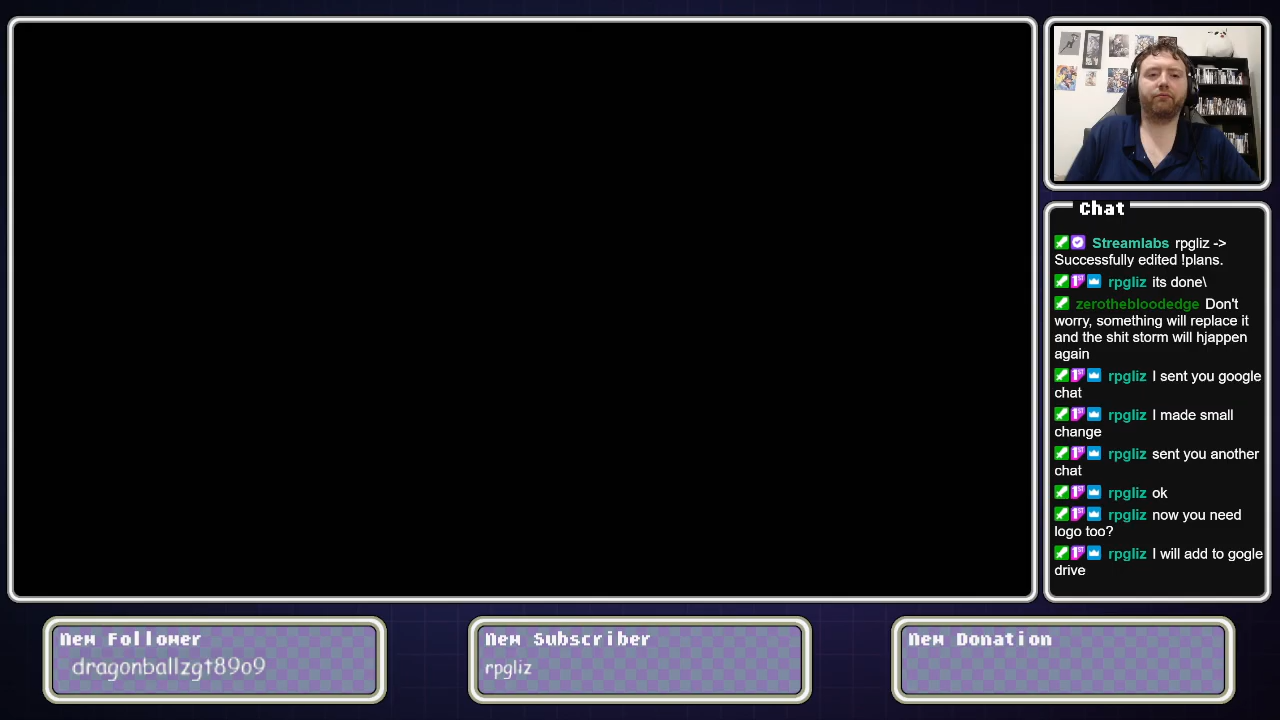 Chat
Streamlabs rpgliz ->
Successfully edited !plans.
rpgliz its done\
zerothebloodedge Don't
worry, something will replace it
and the shit storm will hjappen
again
rpgliz I sent you google
chat
rpgliz I made small
change
rpgliz sent you another
chat
rpgliz ok
rpgliz now you need
logo too?
rpgliz I will add to gogle
drive
New Follower
dragonballzgt8909
New Subscriber
rpgliz
New Donation